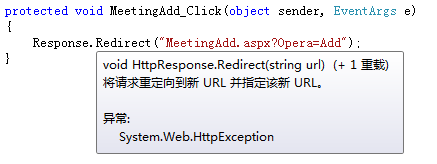 protected void MeetingAdd_Click(object sender, EventArgs e)
{
Response.Redirect("MeetingAdd.aspx?Opera=Add");
}
void HttpResponse.Redirect(string url) (+ 1 重载)
将请求重定向到新 URL 并指定该新 URL。
异常:
System.Web.HttpException